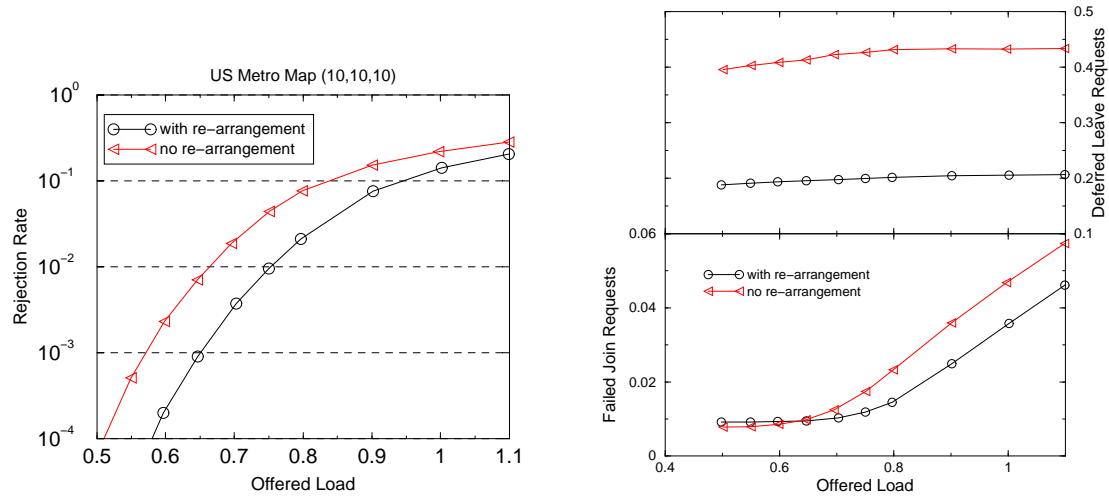 US Metro Map (10,10,10)
10^0
10^-1
10^-2
10^-3
10^-4
Rejection Rate
with re−arrangement
no re−arrangement
0.5 0.6 0.7 0.8 0.9 1.0 1.1
Offered Load
0.5
0.4
0.3
0.2
0.1
Deferred Leave Requests
0.06
0.04
0.02
0
Failed Join Requests
with re−arrangement
no re−arrangement
0.4 0.6 0.8 1
Offered Load